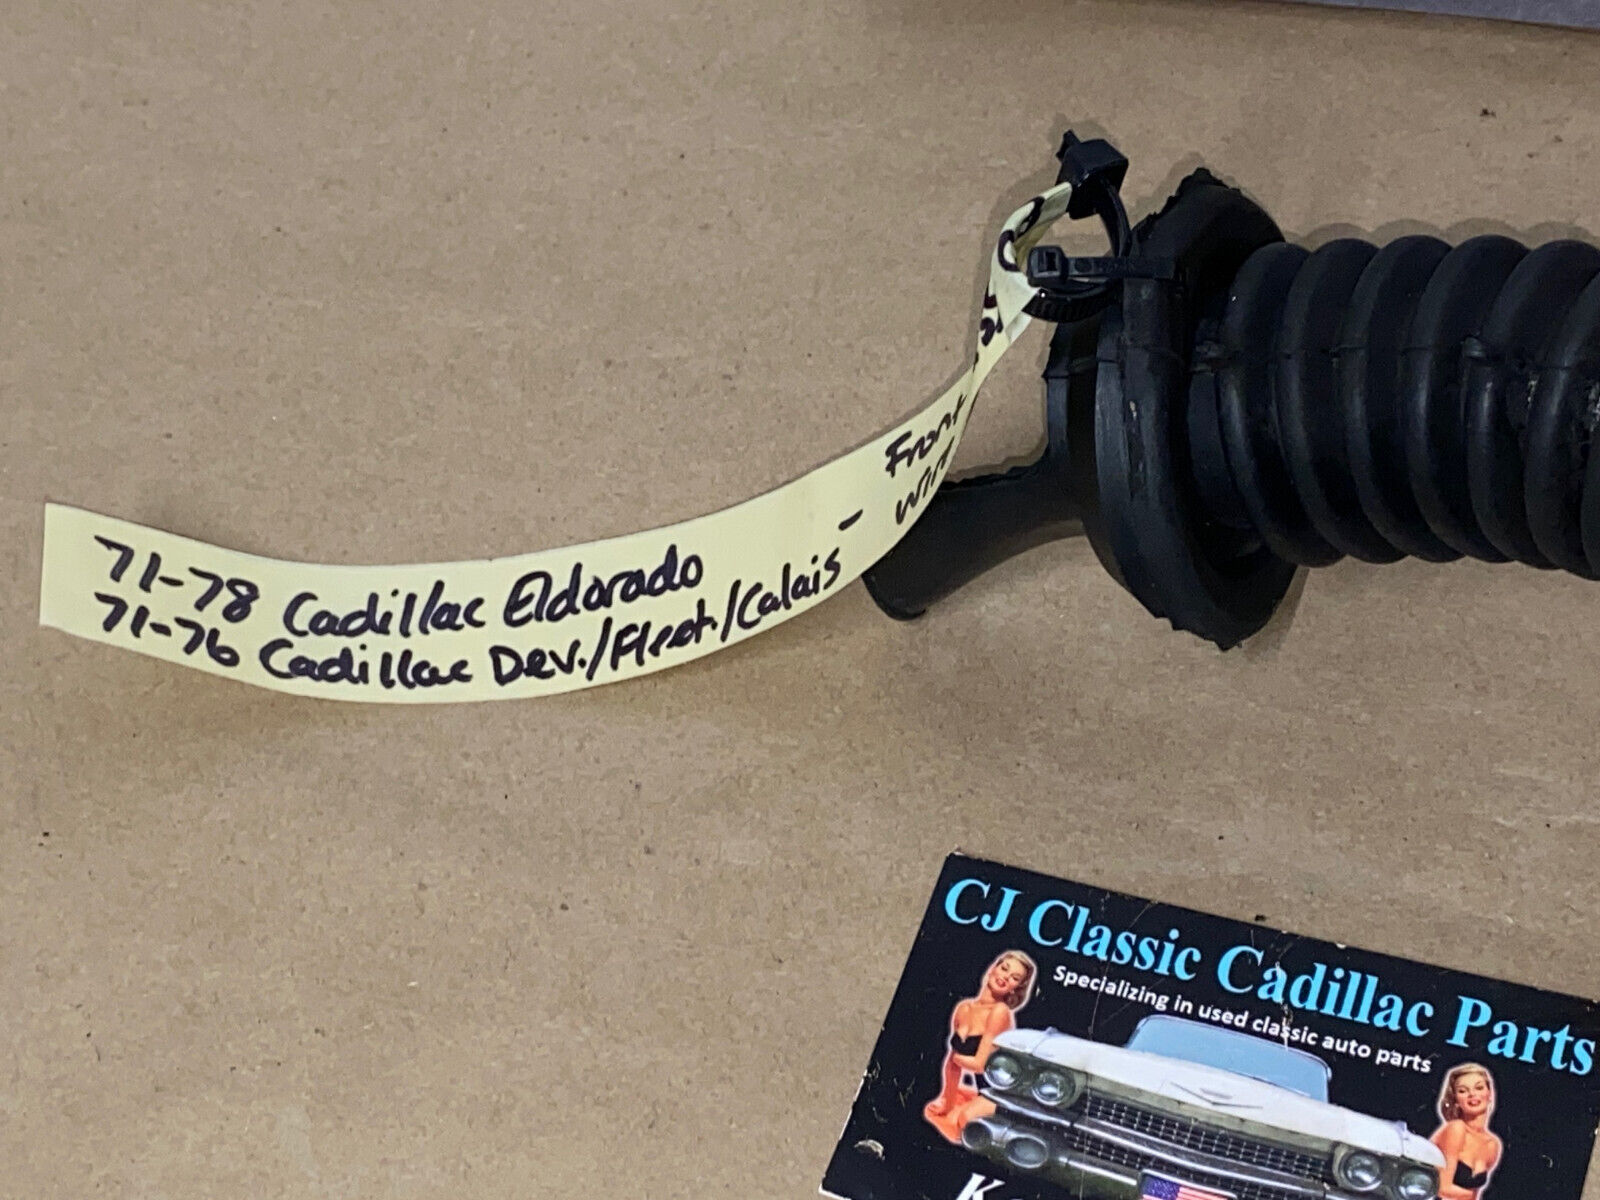 71-78 Cadillac Eldorado
71-76 Cadillac Dev./Fleet./Calais - Front
CJ Classic Cadillac Parts
Specializing in used classic auto parts